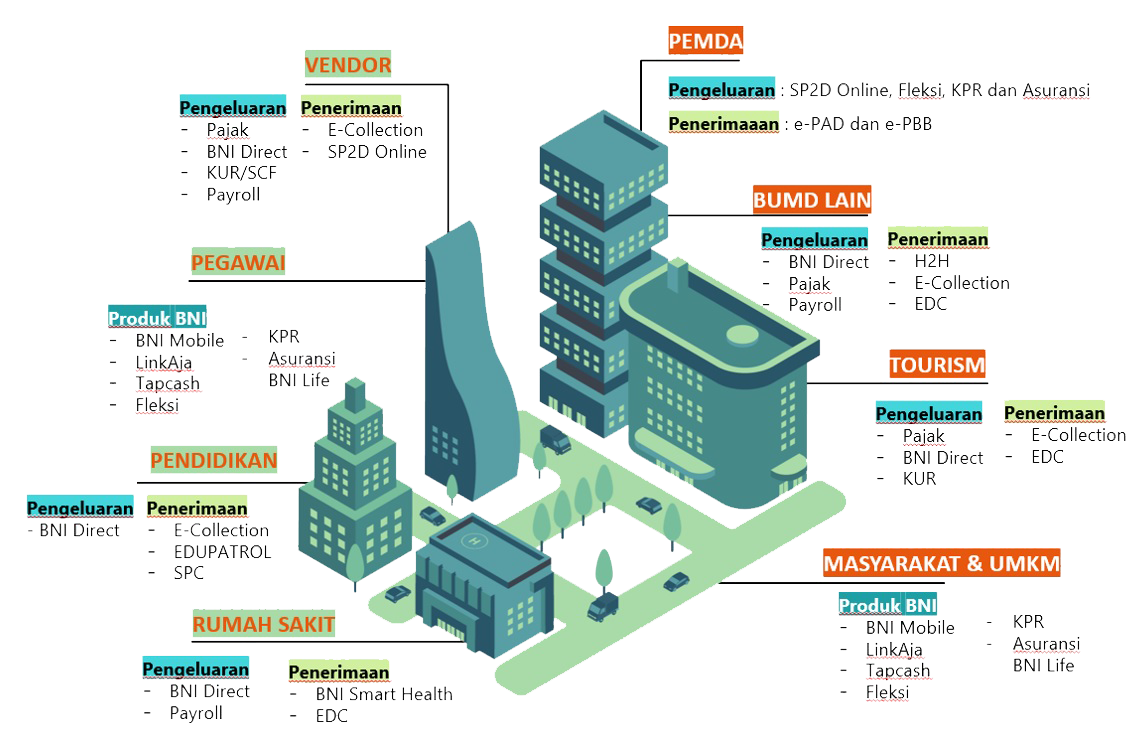 PEMDA
Pengeluaran : SP2D Online, Fleksi, KPR dan Asuransi
Penerimaaan : e-PAD dan e-PBB
VENDOR
Pengeluaran
- Pajak
- BNI Direct
- KUR/SCF
- Payroll
Penerimaan
- E-Collection
- SP2D Online
BUMD LAIN
Pengeluaran
- BNI Direct
- Pajak
- Payroll
Penerimaan
- H2H
- E-Collection
- EDC
PEGAWAI
Produk BNI
- BNI Mobile
- LinkAja
- Tapcash
- Fleksi
- KPR
- Asuransi
BNI Life
TOURISM
Pengeluaran
- Pajak
- BNI Direct
- KUR
Penerimaan
- E-Collection
- EDC
PENDIDIKAN
Pengeluaran
- BNI Direct
Penerimaan
- E-Collection
- EDUPATROL
- SPC
H
MASYARAKAT & UMKM
Produk BNI
- BNI Mobile
- LinkAja
- Tapcash
- Fleksi
- KPR
- Asuransi
BNI Life
RUMAH SAKIT
Pengeluaran
- BNI Direct
- Payroll
Penerimaan
- BNI Smart Health
- EDC